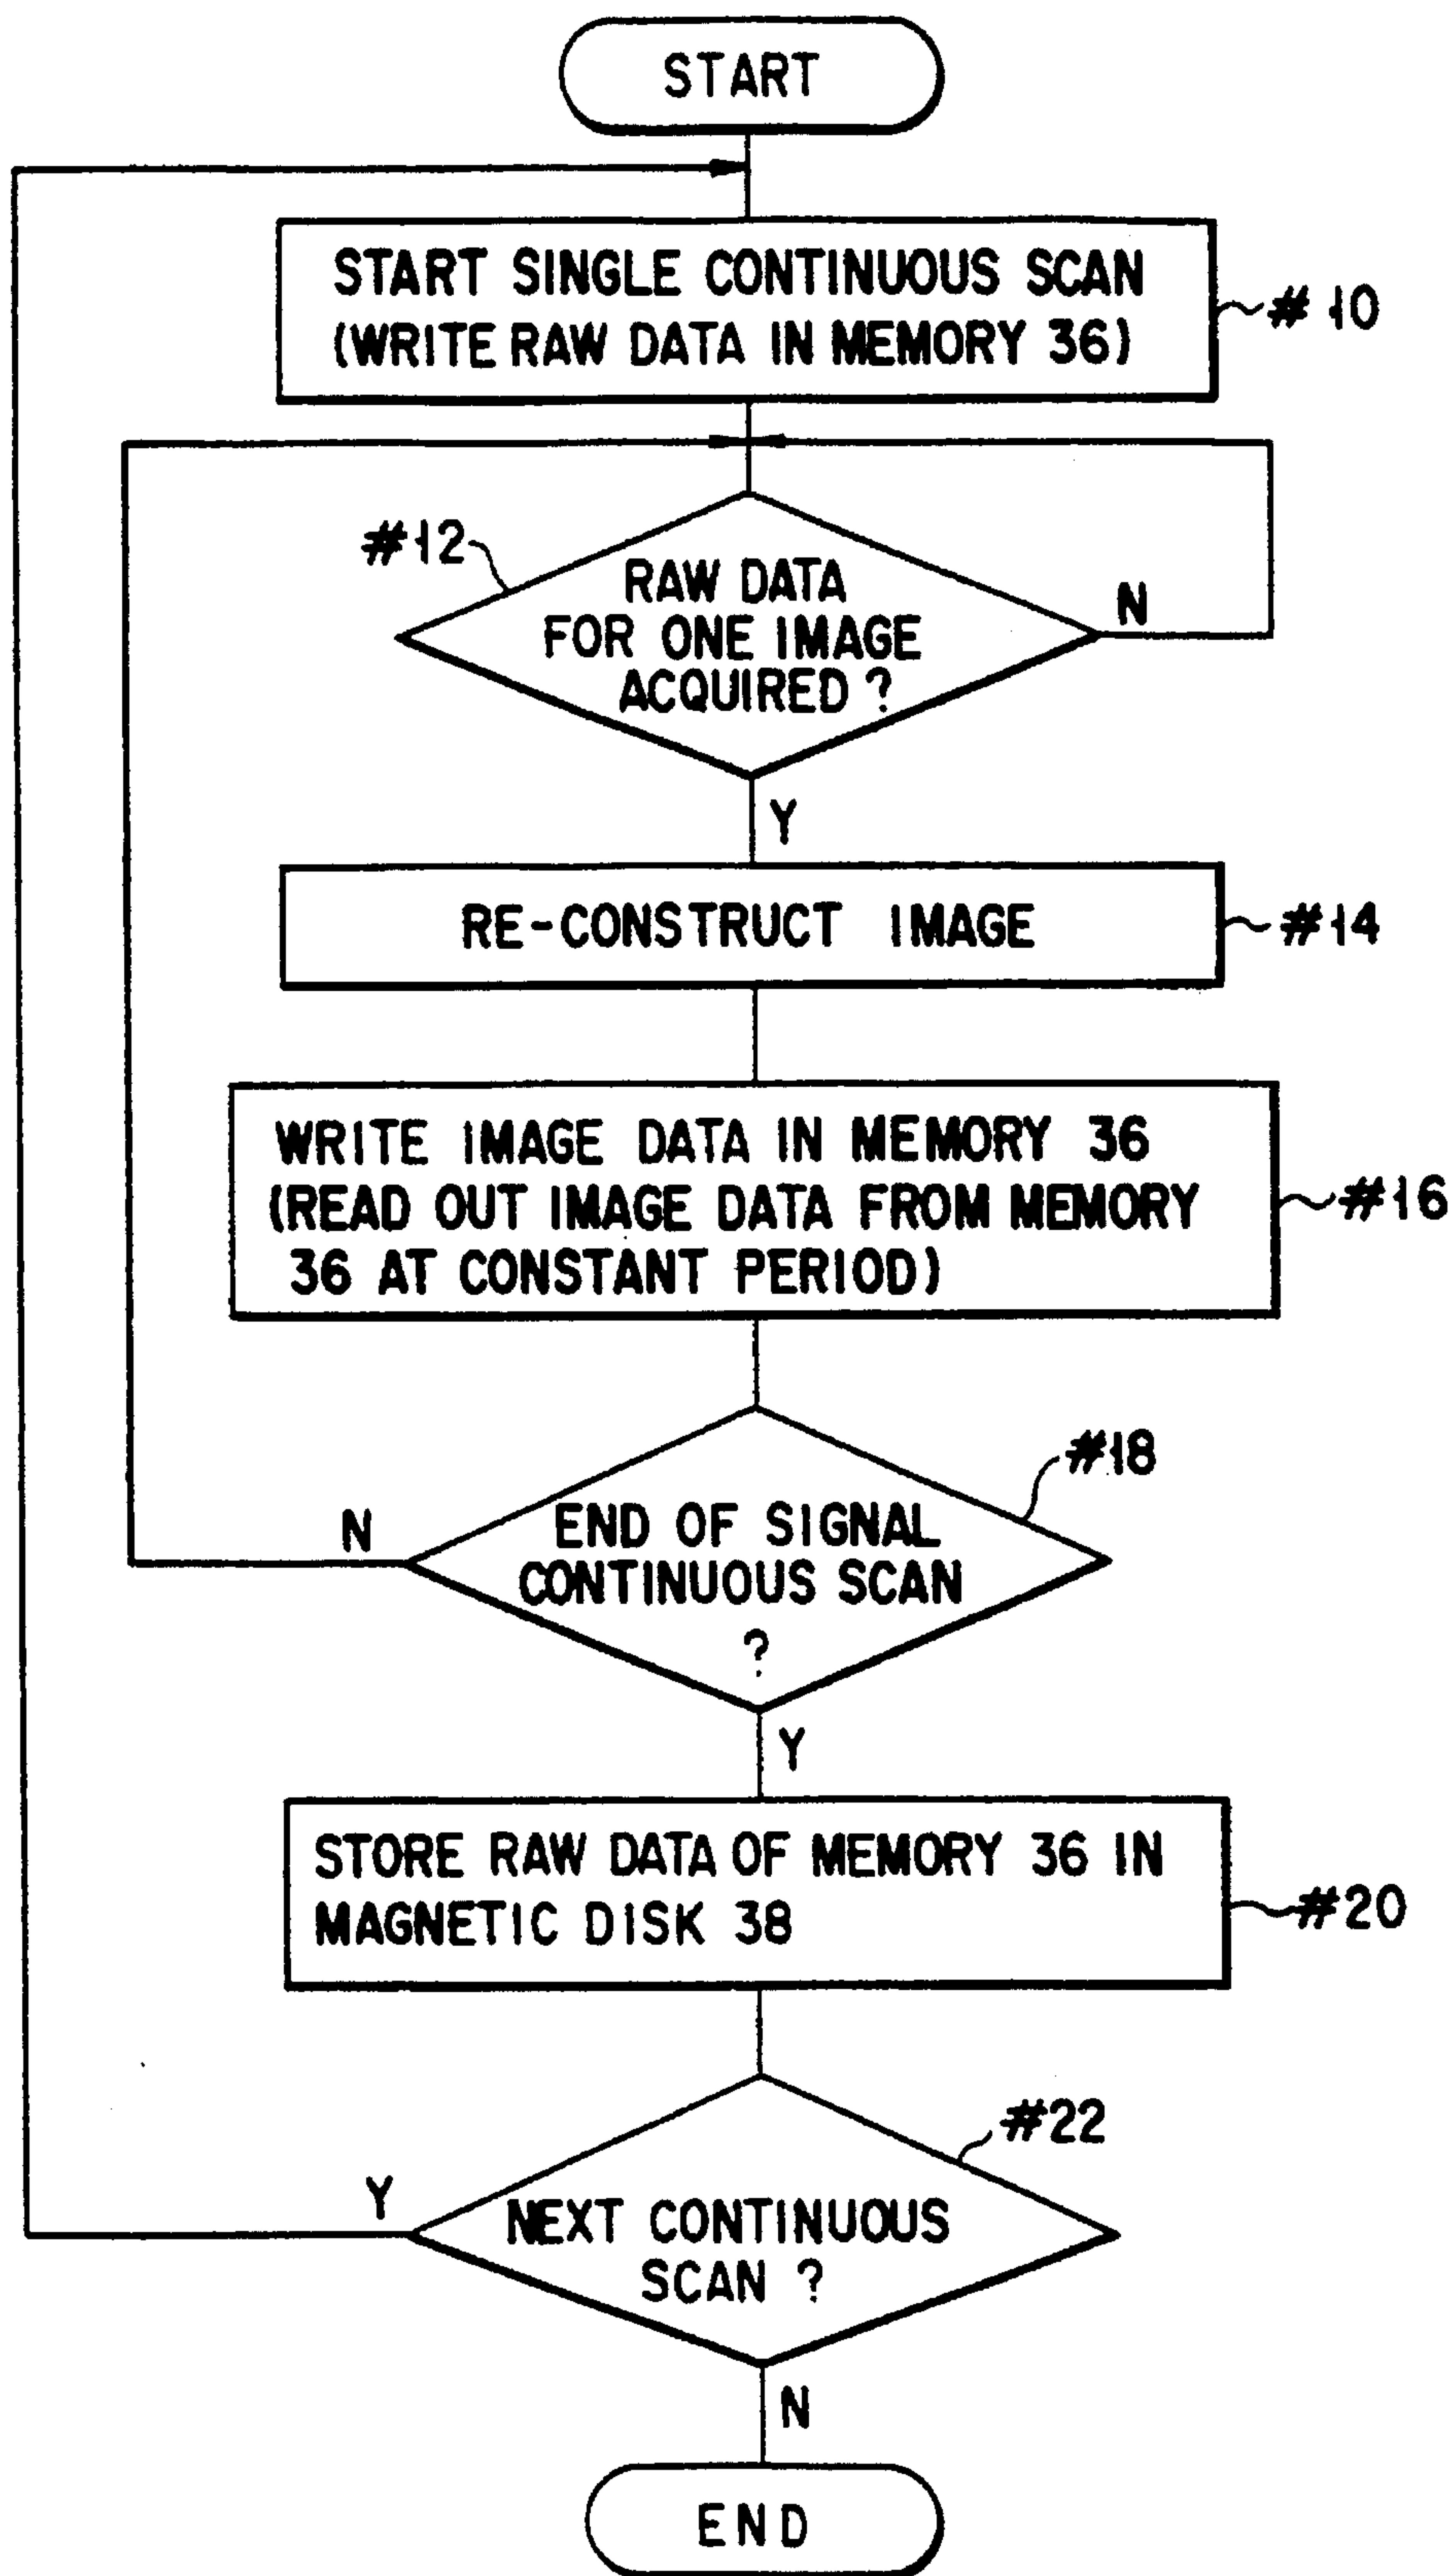 START
START SINGLE CONTINUOUS SCAN
(WRITE RAW DATA IN MEMORY 36)
#10
#12
RAW DATA
FOR ONE IMAGE
ACQUIRED ?
N
Y
RE-CONSTRUCT IMAGE
#14
WRITE IMAGE DATA IN MEMORY 36
(READ OUT IMAGE DATA FROM MEMORY
36 AT CONSTANT PERIOD)
#16
#18
END OF SIGNAL
CONTINUOUS SCAN
?
N
Y
STORE RAW DATA OF MEMORY 36 IN
MAGNETIC DISK 38
#20
#22
NEXT CONTINUOUS
SCAN ?
Y
N
END